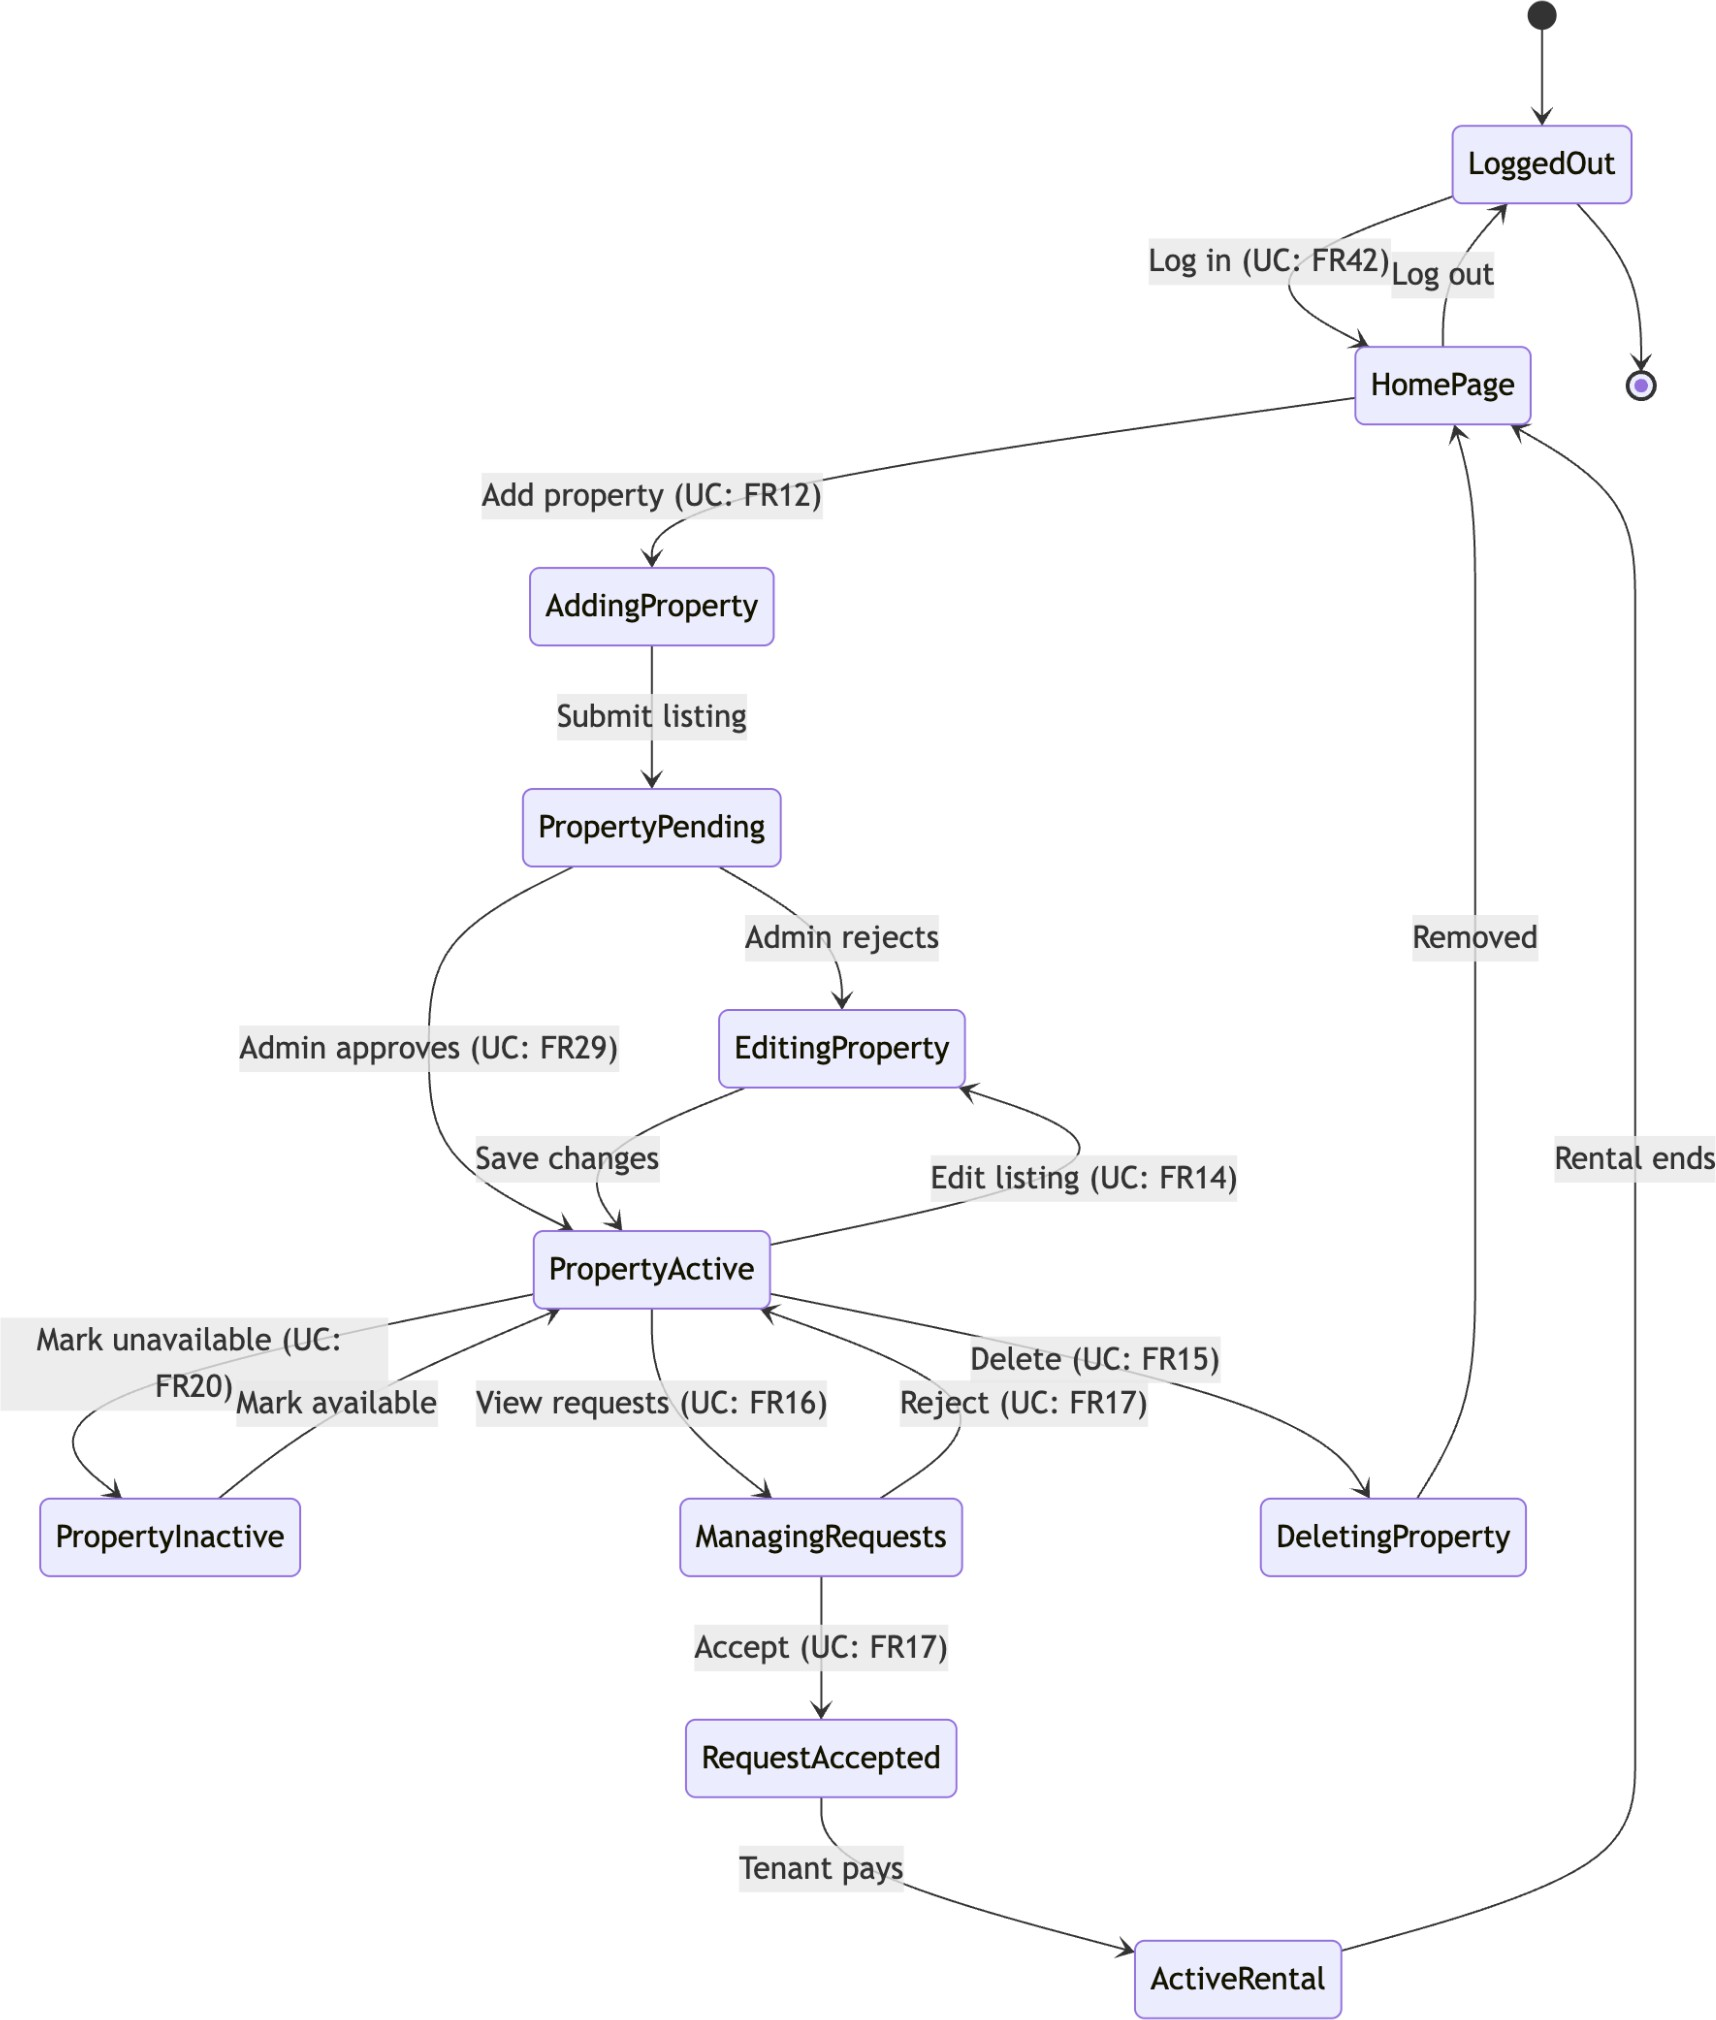 LoggedOut
Log in (UC: FR42)
Log out
HomePage
Add property (UC: FR12)
AddingProperty
Submit listing
PropertyPending
Admin rejects
Removed
Admin approves (UC: FR29)
EditingProperty
Save changes
Edit listing (UC: FR14)
Rental ends
PropertyActive
Mark unavailable (UC:
FR20)
Mark available
View requests (UC: FR16)
Reject (UC: FR17)
Delete (UC: FR15)
PropertyInactive
ManagingRequests
DeletingProperty
Accept (UC: FR17)
RequestAccepted
Tenant pays
ActiveRental